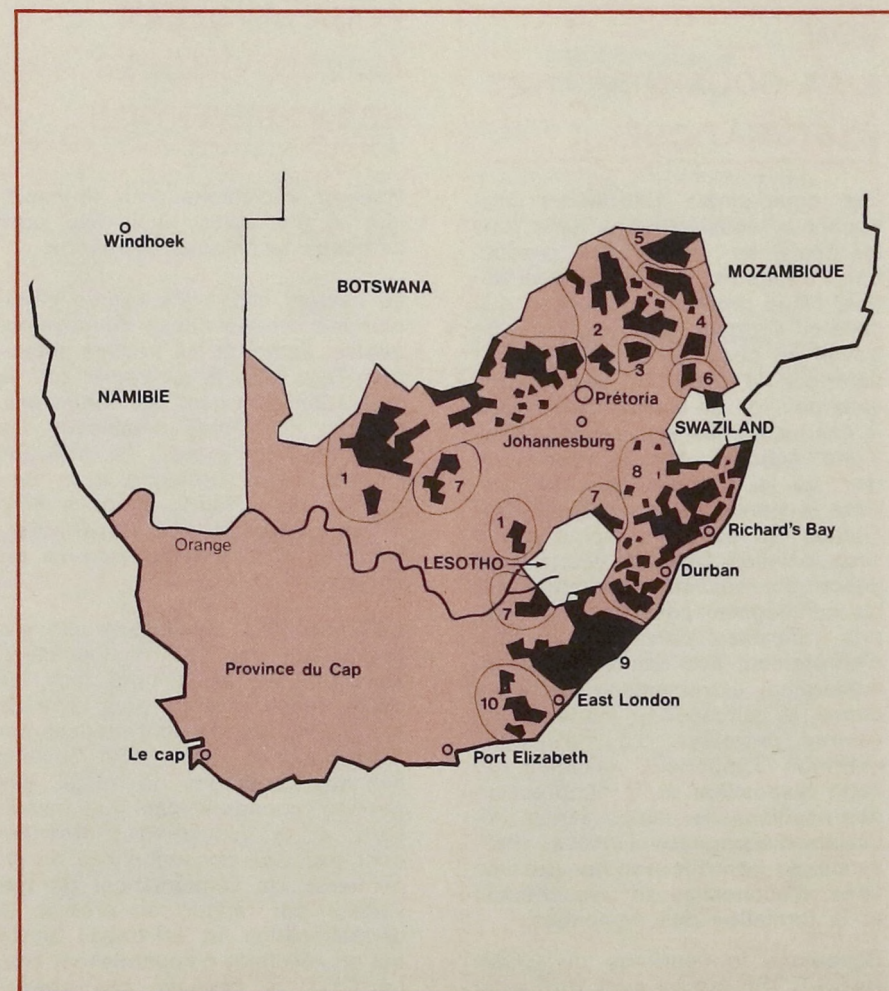 5
Windhoek
MOZAMBIQUE
BOTSWANA
4
2
3
6
NAMIBIE
Prétoria
SWAZILAND
Johannesburg
8
1
7
7
1
Richard's Bay
Orange
LESOTHO
Durban
7
9
Province du Cap
10
East London
Le cap
Port Elizabeth